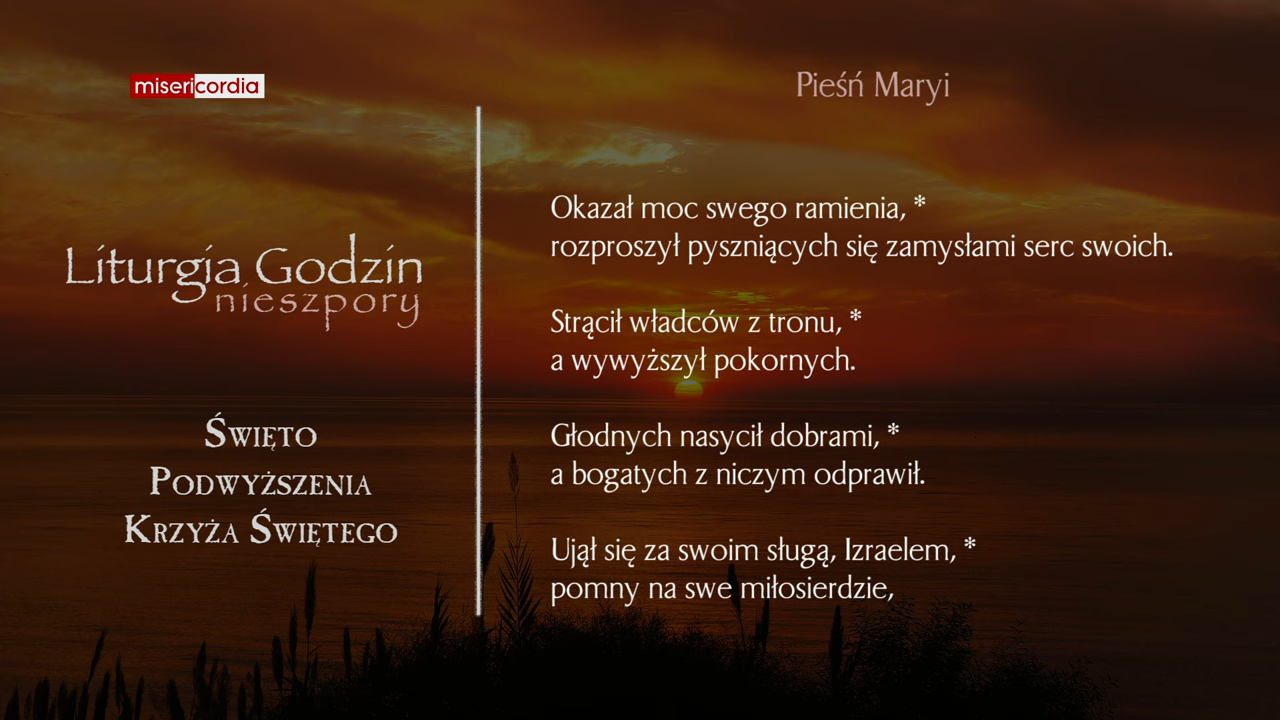 misericordia
Liturgia Godzin
nieszpory
Święto
Podwyższenia
Krzyża Świętego
Pieśń Maryi
Okazał moc swego ramienia, *
rozproszył pyszniących się zamysłami serc swoich.
Strącił władców z tronu, *
a wywyższył pokornych.
Głodnych nasycił dobrami, *
a bogatych z niczym odprawił.
Ujął się za swoim sługą, Izraelem, *
pomny na swe miłosierdzie,